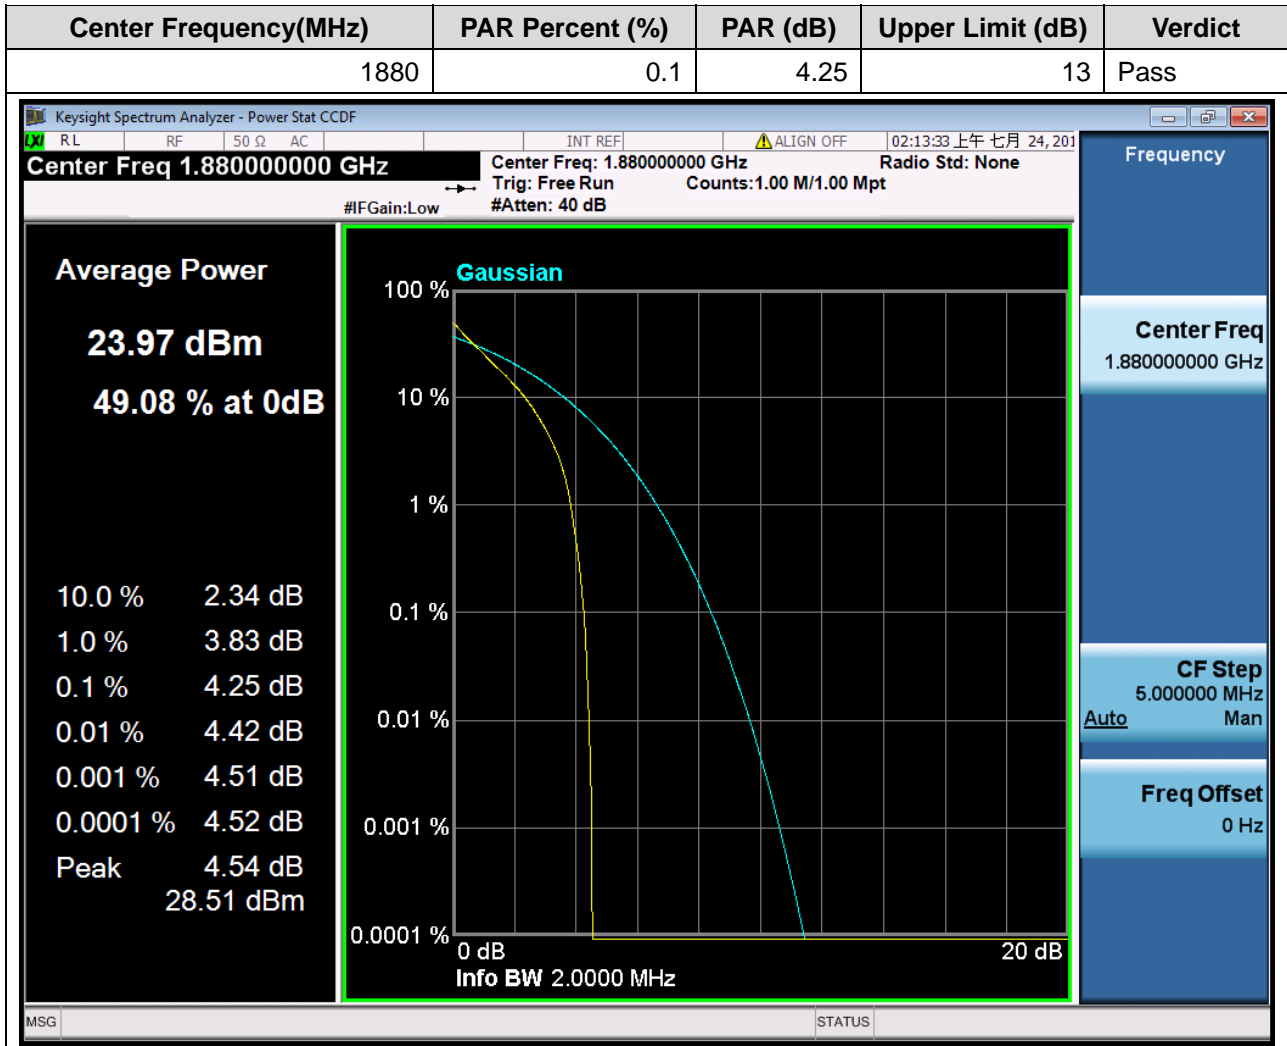 Center Frequency(MHz) PAR Percent (%) PAR (dB) Upper Limit (dB) Verdict
1880 0.1 4.25 13 Pass
Keysight Spectrum Analyzer - Power Stat CCDF
LXI RL RF 50 Ω AC INT REF ALIGN OFF 02:13:33 上午 七月 24, 201
Center Freq 1.880000000 GHz
#IFGain:Low
Center Freq: 1.880000000 GHz Radio Std: None
Trig: Free Run Counts:1.00 M/1.00 Mpt
#Atten: 40 dB
Average Power
23.97 dBm
49.08 % at 0dB
10.0 % 2.34 dB
1.0 % 3.83 dB
0.1 % 4.25 dB
0.01 % 4.42 dB
0.001 % 4.51 dB
0.0001 % 4.52 dB
Peak 4.54 dB
28.51 dBm
Gaussian
100 %
10 %
1 %
0.1 %
0.01 %
0.001 %
0.0001 %
0 dB 20 dB
Info BW 2.0000 MHz
Frequency
Center Freq
1.880000000 GHz
CF Step
5.000000 MHz
Auto Man
Freq Offset
0 Hz
MSG STATUS